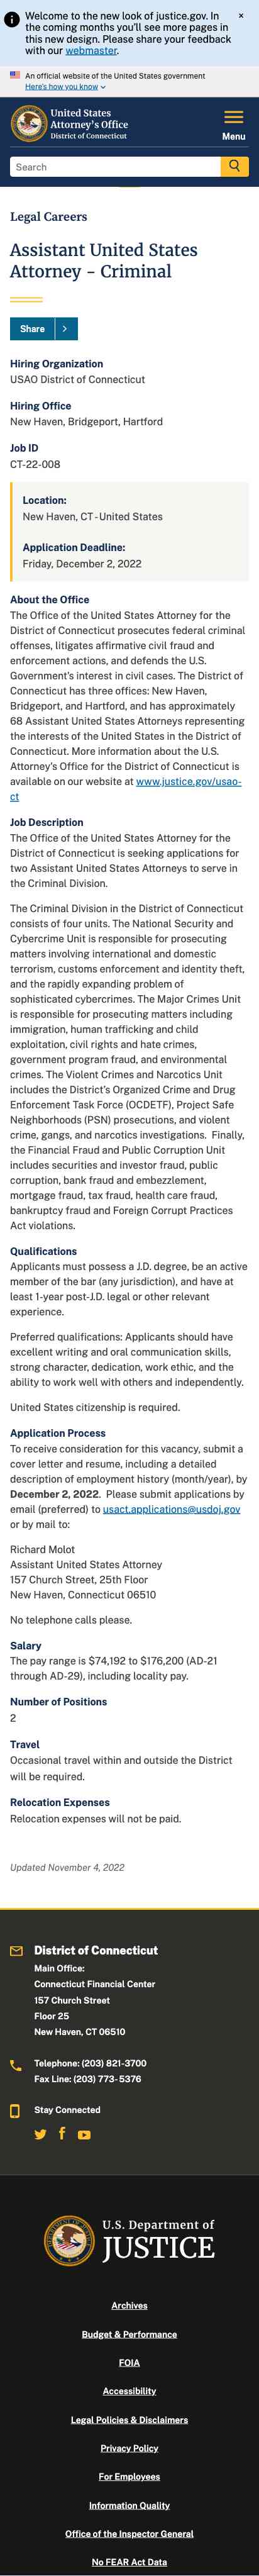 Welcome to the new look of justice.gov. In
the coming months you'll see more pages in
this new design. Please share your feedback
with our webmaster.
×
An official website of the United States government
Here's how you know
United States
Attorney's Office
District of Connecticut
Menu
Search
Legal Careers
Assistant United States
Attorney - Criminal
Share
Hiring Organization
USAO District of Connecticut
Hiring Office
New Haven, Bridgeport, Hartford
Job ID
CT-22-008
Location:
New Haven, CT - United States
Application Deadline:
Friday, December 2, 2022
About the Office
The Office of the United States Attorney for the
District of Connecticut prosecutes federal criminal
offenses, litigates affirmative civil fraud and
enforcement actions, and defends the U.S.
Government's interest in civil cases. The District of
Connecticut has three offices: New Haven,
Bridgeport, and Hartford, and has approximately
68 Assistant United States Attorneys representing
the interests of the United States in the District of
Connecticut. More information about the U.S.
Attorney's Office for the District of Connecticut is
available on our website at www.justice.gov/usao-
ct
Job Description
The Office of the United States Attorney for the
District of Connecticut is seeking applications for
two Assistant United States Attorneys to serve in
the Criminal Division.
The Criminal Division in the District of Connecticut
consists of four units. The National Security and
Cybercrime Unit is responsible for prosecuting
matters involving international and domestic
terrorism, customs enforcement and identity theft,
and the rapidly expanding problem of
sophisticated cybercrimes. The Major Crimes Unit
is responsible for prosecuting matters including
immigration, human trafficking and child
exploitation, civil rights and hate crimes,
government program fraud, and environmental
crimes. The Violent Crimes and Narcotics Unit
includes the District's Organized Crime and Drug
Enforcement Task Force (OCDETF), Project Safe
Neighborhoods (PSN) prosecutions, and violent
crime, gangs, and narcotics investigations.  Finally,
the Financial Fraud and Public Corruption Unit
includes securities and investor fraud, public
corruption, bank fraud and embezzlement,
mortgage fraud, tax fraud, health care fraud,
bankruptcy fraud and Foreign Corrupt Practices
Act violations.
Qualifications
Applicants must possess a J.D. degree, be an active
member of the bar (any jurisdiction), and have at
least 1-year post-J.D. legal or other relevant
experience.
Preferred qualifications: Applicants should have
excellent writing and oral communication skills,
strong character, dedication, work ethic, and the
ability to work well with others and independently.
United States citizenship is required.
Application Process
To receive consideration for this vacancy, submit a
cover letter and resume, including a detailed
description of employment history (month/year), by
December 2, 2022.  Please submit applications by
email (preferred) to usact.applications@usdoj.gov
or by mail to:
Richard Molot
Assistant United States Attorney
157 Church Street, 25th Floor
New Haven, Connecticut 06510
No telephone calls please.
Salary
The pay range is $74,192 to $176,200 (AD-21
through AD-29), including locality pay.
Number of Positions
2
Travel
Occasional travel within and outside the District
will be required.
Relocation Expenses
Relocation expenses will not be paid.
Updated November 4, 2022
District of Connecticut
Main Office:
Connecticut Financial Center
157 Church Street
Floor 25
New Haven, CT 06510
Telephone: (203) 821-3700
Fax Line: (203) 773- 5376
Stay Connected
U.S. Department of
JUSTICE
Archives
Budget & Performance
FOIA
Accessibility
Legal Policies & Disclaimers
Privacy Policy
For Employees
Information Quality
Office of the Inspector General
No FEAR Act Data